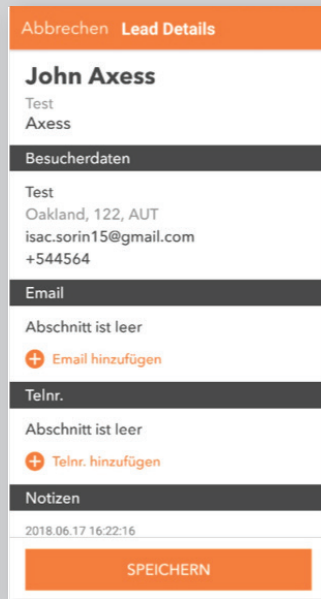 Abbrechen Lead Details
John Axess
Test
Axess
Besucherdaten
Test
Oakland, 122, AUT
isac.sorin15@gmail.com
+544564
Email
Abschnitt ist leer
Email hinzufügen
Telnr.
Abschnitt ist leer
Telnr. hinzufügen
Notizen
2018.06.17 16:22:16
SPEICHERN